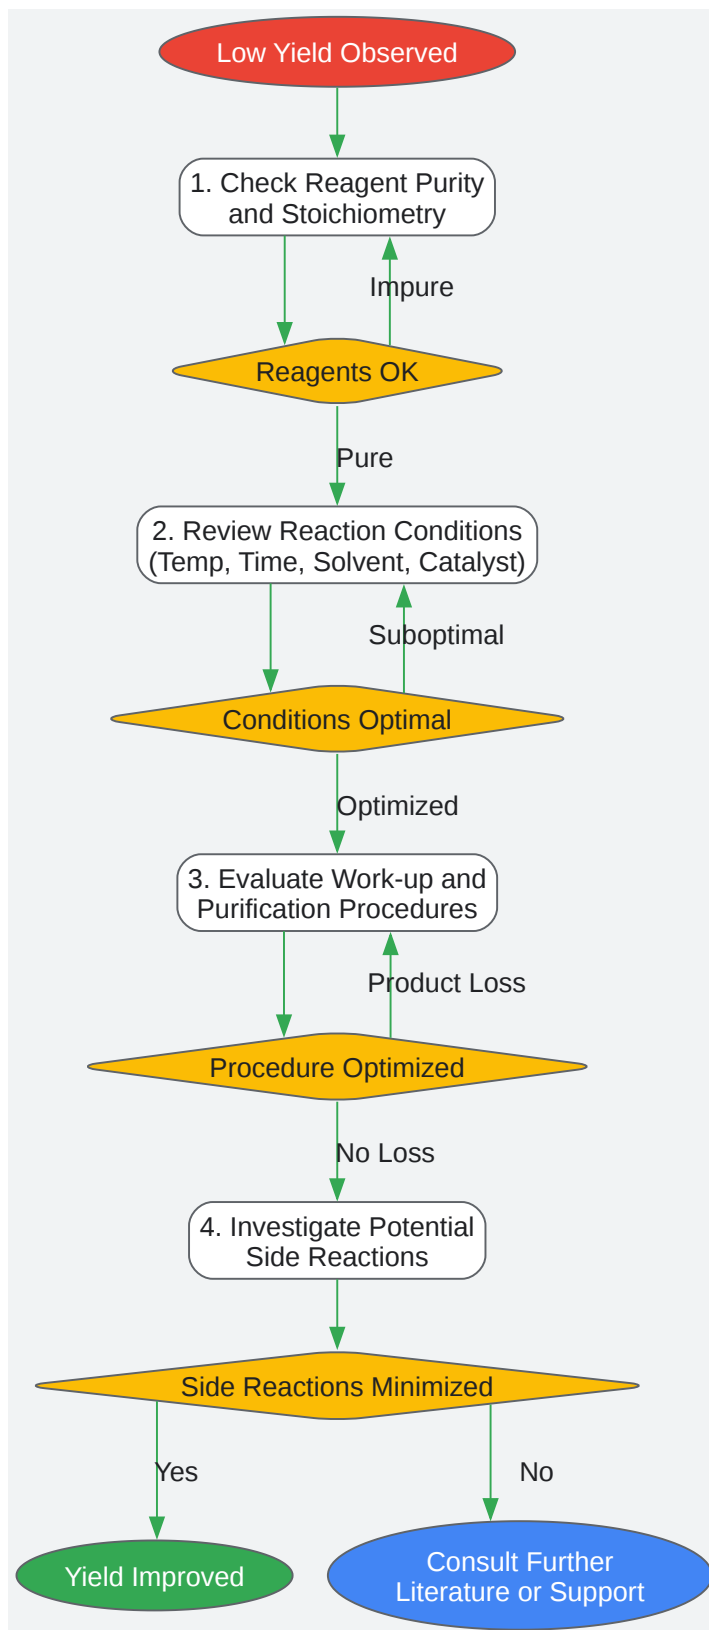 Low Yield Observed
1. Check Reagent Purity
and Stoichiometry
Impure
Reagents OK
Pure
2. Review Reaction Conditions
(Temp, Time, Solvent, Catalyst)
Suboptimal
Conditions Optimal
Optimized
3. Evaluate Work-up and
Purification Procedures
Product Loss
Procedure Optimized
No Loss
4. Investigate Potential
Side Reactions
Side Reactions Minimized
Yes
No
Yield Improved
Consult Further
Literature or Support